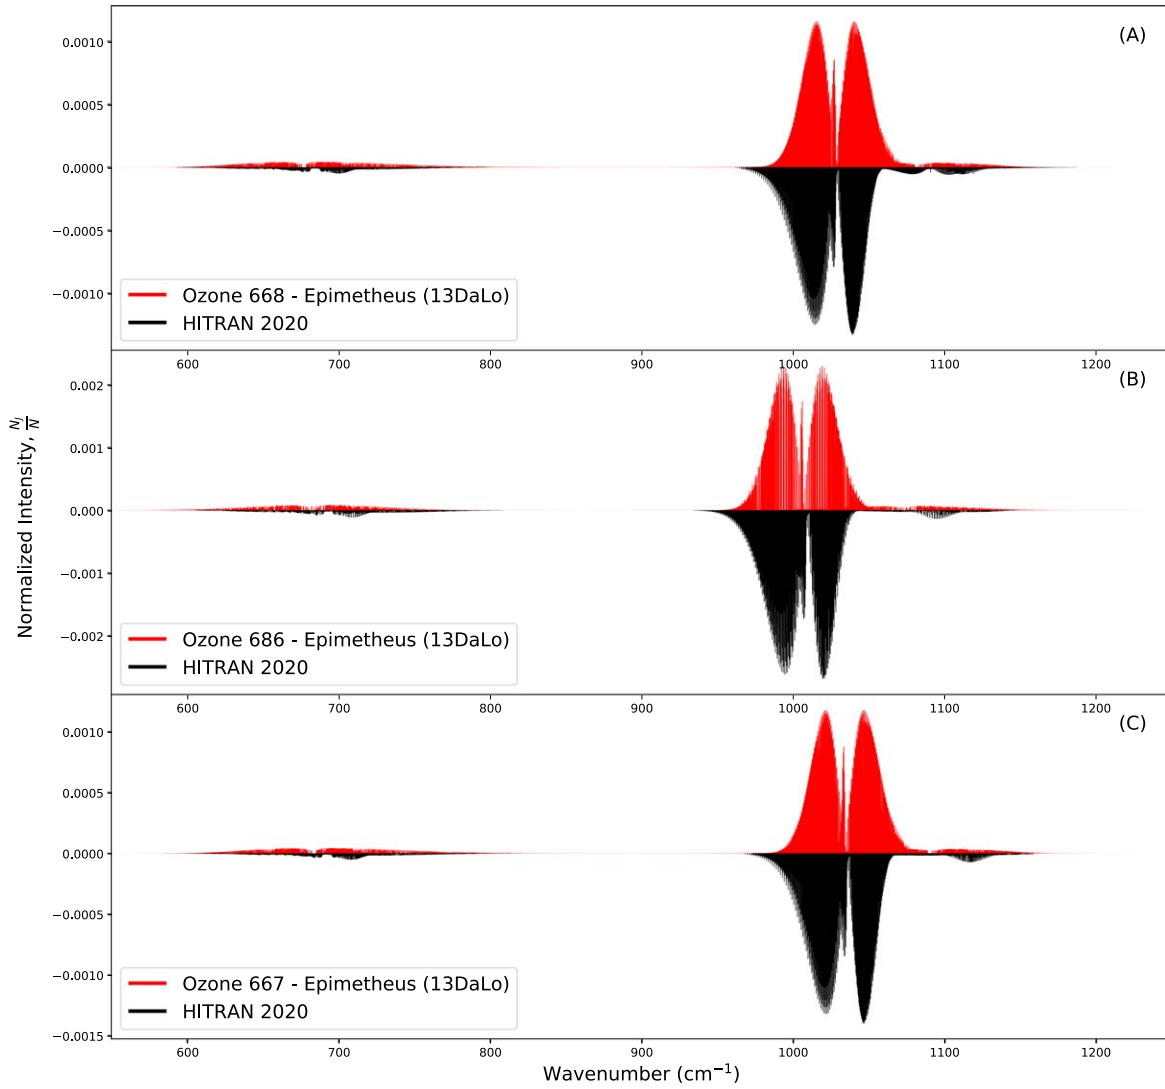 (A)
0.0010
0.0005
0.0000
−0.0005
−0.0010
Ozone 668 - Epimetheus (13DaLo)
HITRAN 2020
600 700 800 900 1000 1100 1200
(B)
0.002
0.001
0.000
−0.001
−0.002
Ozone 686 - Epimetheus (13DaLo)
HITRAN 2020
600 700 800 900 1000 1100 1200
(C)
0.0010
0.0005
0.0000
−0.0005
−0.0010
−0.0015
Ozone 667 - Epimetheus (13DaLo)
HITRAN 2020
600 700 800 900 1000 1100 1200
Normalized Intensity, N_J/N
Wavenumber (cm⁻¹)